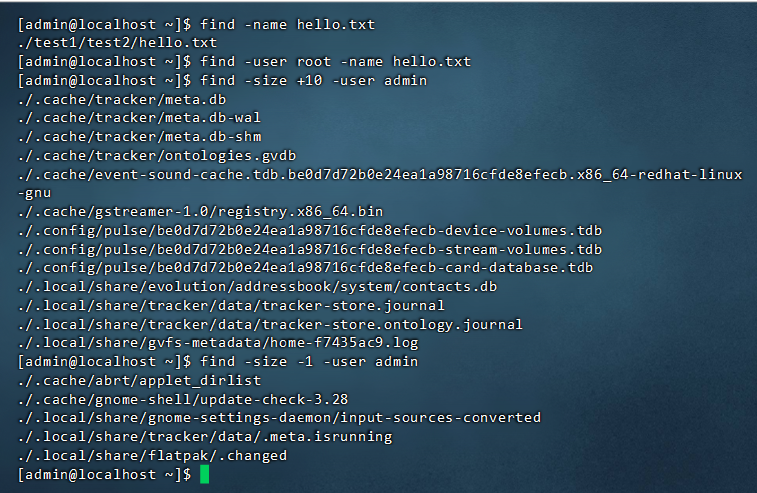 [admin@localhost ~]$ find -name hello.txt
./test1/test2/hello.txt
[admin@localhost ~]$ find -user root -name hello.txt
[admin@localhost ~]$ find -size +10 -user admin
./.cache/tracker/meta.db
./.cache/tracker/meta.db-wal
./.cache/tracker/meta.db-shm
./.cache/tracker/ontologies.gvdb
./.cache/event-sound-cache.tdb.be0d7d72b0e24ea1a98716cfde8efecb.x86_64-redhat-linux
-gnu
./.cache/gstreamer-1.0/registry.x86_64.bin
./.config/pulse/be0d7d72b0e24ea1a98716cfde8efecb-device-volumes.tdb
./.config/pulse/be0d7d72b0e24ea1a98716cfde8efecb-stream-volumes.tdb
./.config/pulse/be0d7d72b0e24ea1a98716cfde8efecb-card-database.tdb
./.local/share/evolution/addressbook/system/contacts.db
./.local/share/tracker/data/tracker-store.journal
./.local/share/tracker/data/tracker-store.ontology.journal
./.local/share/gvfs-metadata/home-f7435ac9.log
[admin@localhost ~]$ find -size -1 -user admin
./.cache/abrt/applet_dirlist
./.cache/gnome-shell/update-check-3.28
./.local/share/gnome-settings-daemon/input-sources-converted
./.local/share/tracker/data/.meta.isrunning
./.local/share/flatpak/.changed
[admin@localhost ~]$